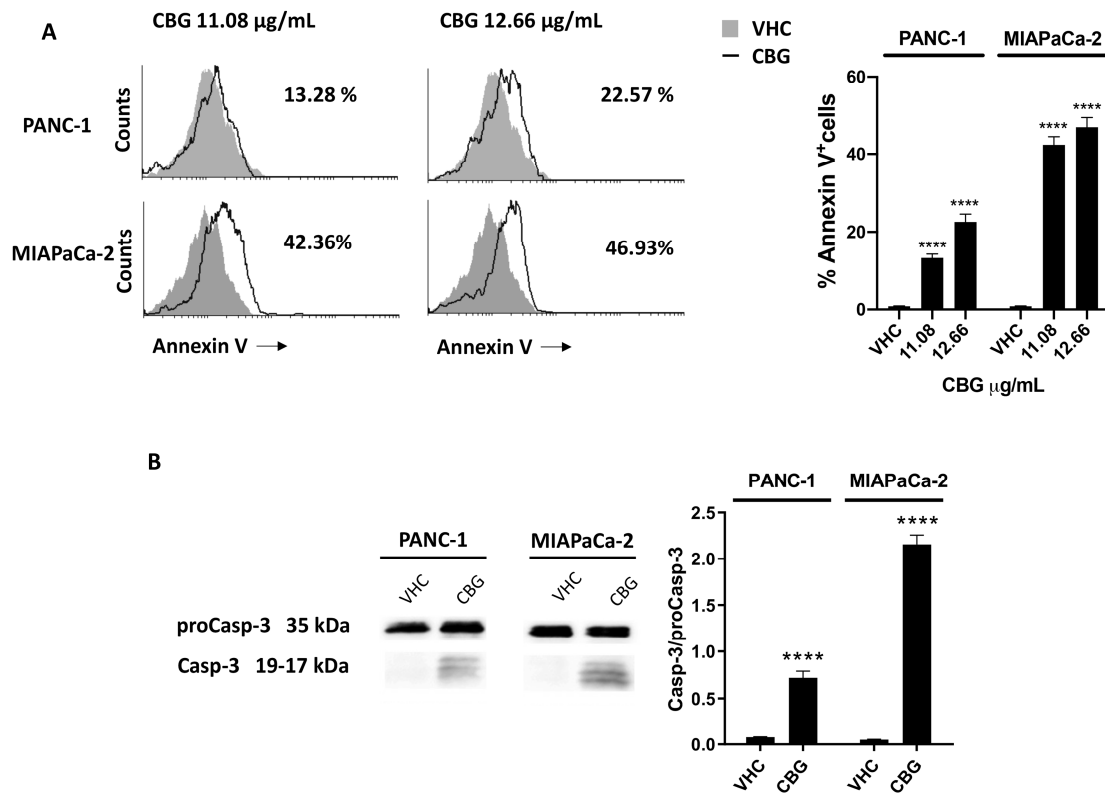 A
CBG 11.08 μg/mL
CBG 12.66 μg/mL
VHC
CBG
PANC-1
Counts
13.28 %
22.57 %
MIAPaCa-2
Counts
42.36%
46.93%
Annexin V
Annexin V
PANC-1
MIAPaCa-2
% Annexin V⁺cells
60
40
20
0
****
****
****
****
VHC
11.08
12.66
VHC
11.08
12.66
CBG μg/mL
B
PANC-1
MIAPaCa-2
VHC
CBG
VHC
CBG
proCasp-3 35 kDa
Casp-3 19-17 kDa
PANC-1
MIAPaCa-2
Casp-3/proCasp-3
2.5
2.0
1.5
1.0
0.5
0.0
****
****
VHC
CBG
VHC
CBG